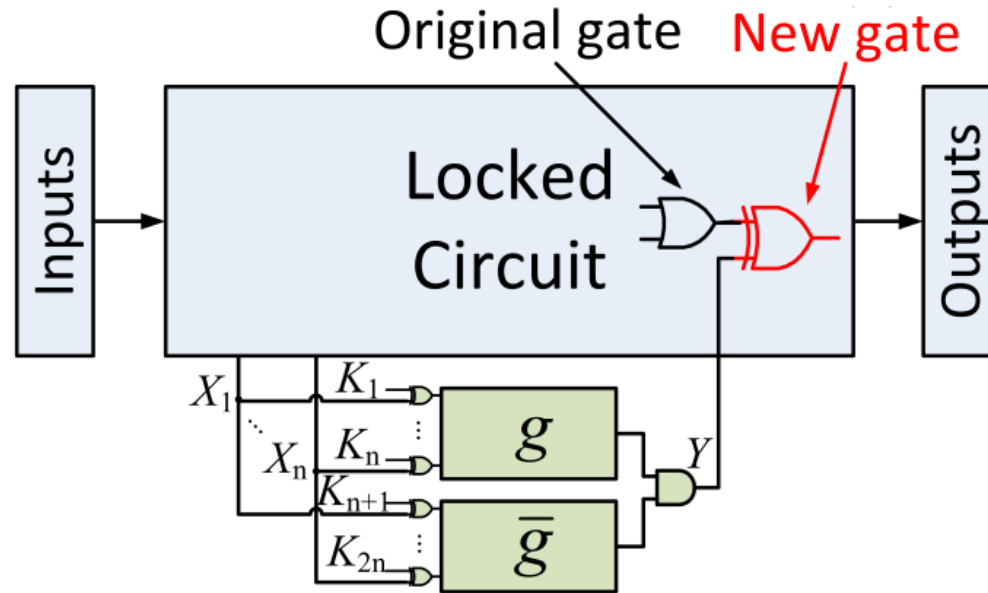 Original gate
New gate
Inputs
Locked
Circuit
Outputs
X₁
⋱
Xₙ
K₁
⋮
Kₙ
Kₙ₊₁
⋮
K₂ₙ
g
g̅
Y